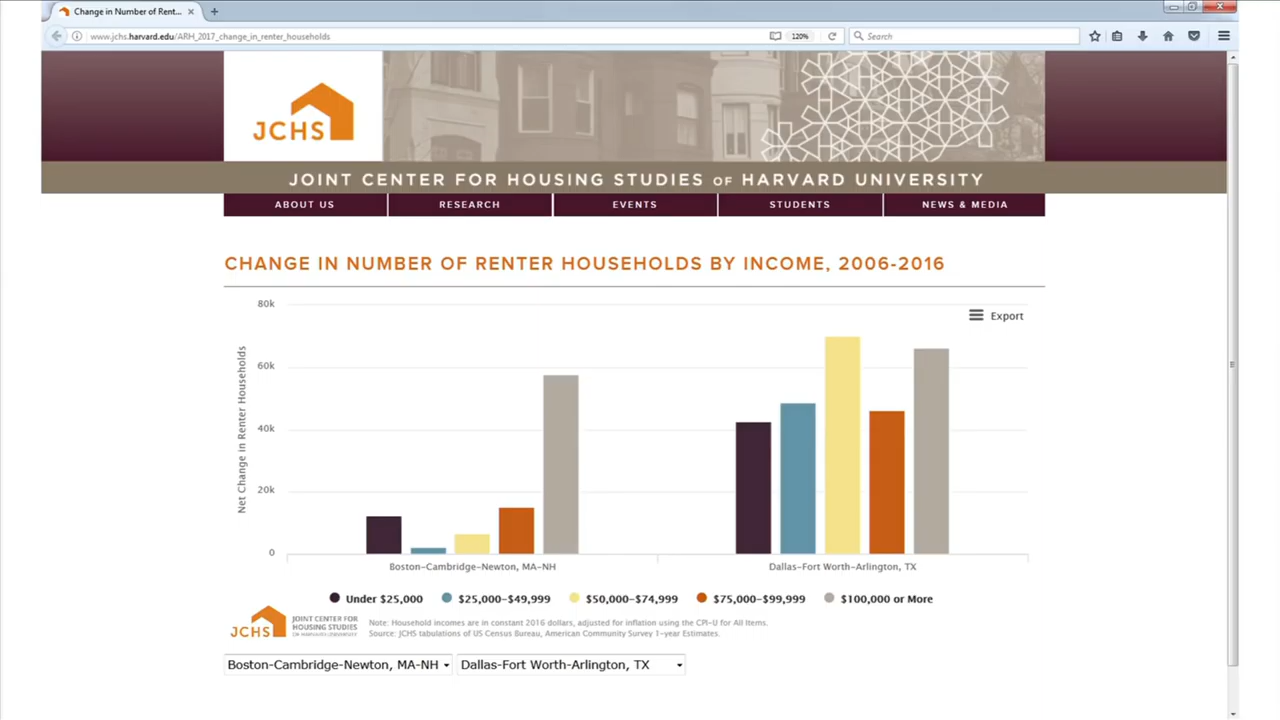 Change in Number of Rent...
www.jchs.harvard.edu/ARH_2017_change_in_renter_households
120%
Search
JCHS
JOINT CENTER FOR HOUSING STUDIES OF HARVARD UNIVERSITY
ABOUT US RESEARCH EVENTS STUDENTS NEWS & MEDIA
CHANGE IN NUMBER OF RENTER HOUSEHOLDS BY INCOME, 2006-2016
Export
Net Change in Renter Households
80k
60k
40k
20k
0
Boston-Cambridge-Newton, MA-NH Dallas-Fort Worth-Arlington, TX
Under $25,000 $25,000-$49,999 $50,000-$74,999 $75,000-$99,999 $100,000 or More
JCHS
JOINT CENTER FOR
HOUSING STUDIES
OF HARVARD UNIVERSITY
Note: Household incomes are in constant 2016 dollars, adjusted for inflation using the CPI-U for All Items.
Source: JCHS tabulations of US Census Bureau, American Community Survey 1-year Estimates.
Boston-Cambridge-Newton, MA-NH Dallas-Fort Worth-Arlington, TX